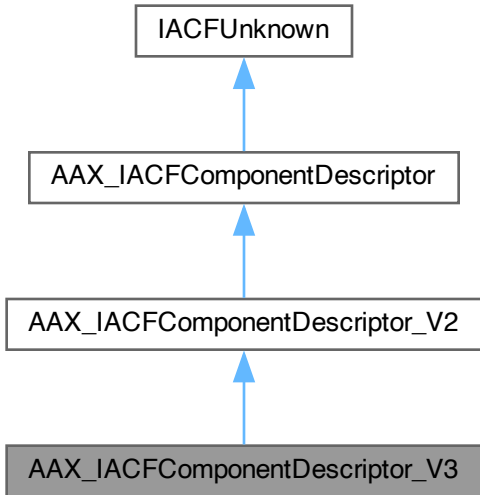 IACFUnknown
AAX_IACFComponentDescriptor
AAX_IACFComponentDescriptor_V2
AAX_IACFComponentDescriptor_V3